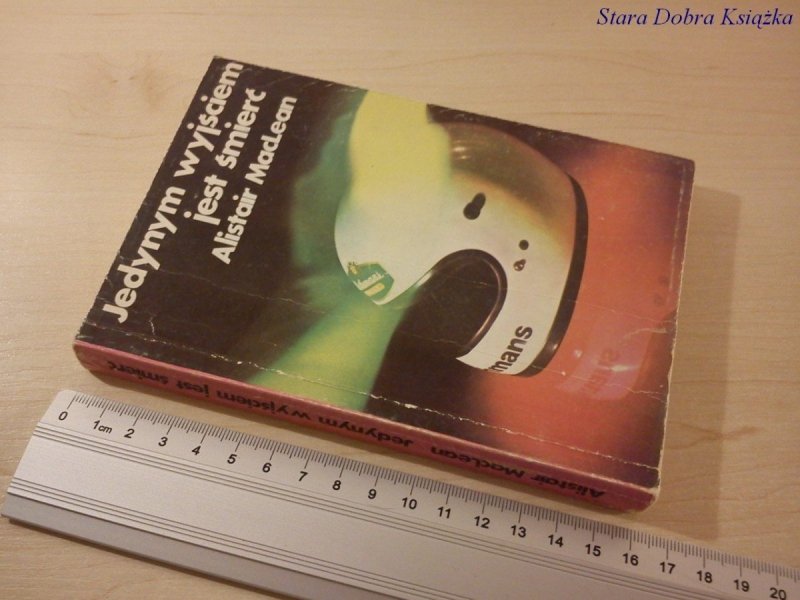 Stara Dobra Książka
Jedynym wyjściem
jest śmierć
Alistair MacLean
mans
Alistair MacLean Jedynym wyjściem jest śmierć
0 1cm 2 3 4 5 6 7 8 9 10 11 12 13 14 15 16 17 18 19 20